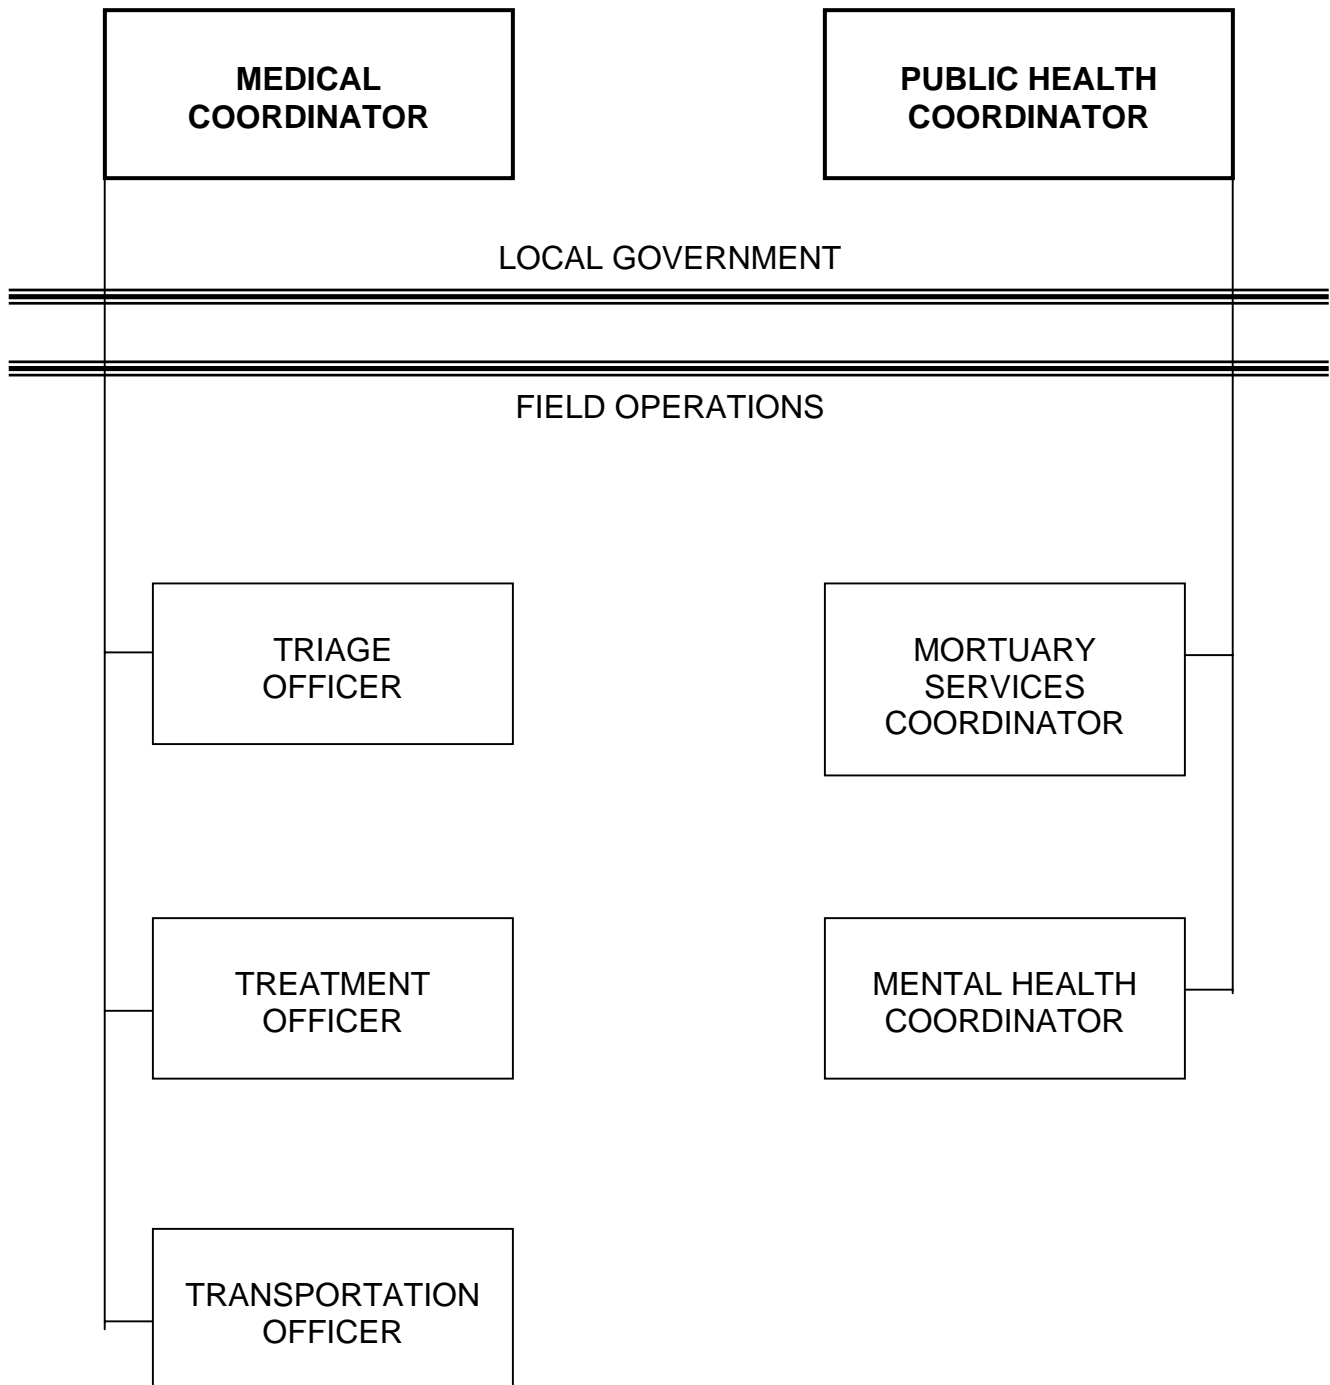 MEDICAL
COORDINATOR
PUBLIC HEALTH
COORDINATOR
LOCAL GOVERNMENT
FIELD OPERATIONS
TRIAGE
OFFICER
MORTUARY
SERVICES
COORDINATOR
TREATMENT
OFFICER
MENTAL HEALTH
COORDINATOR
TRANSPORTATION
OFFICER